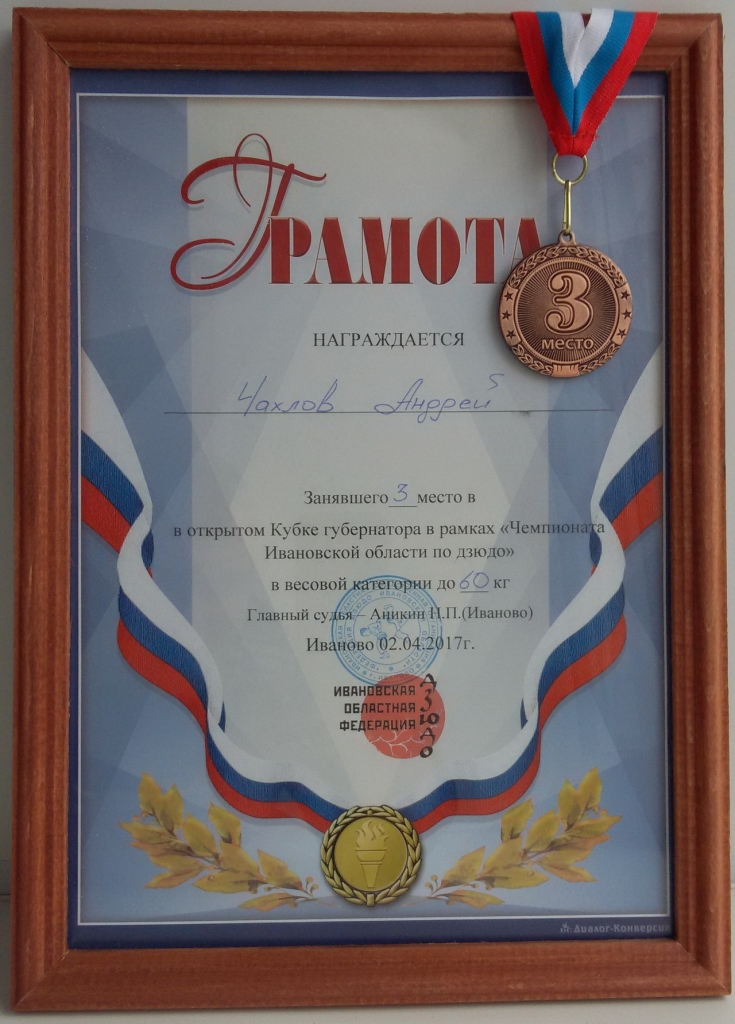 ГРАМОТА
3
место
НАГРАЖДАЕТСЯ
Чахлов Андрей
Занявшего 3 место в
в открытом Кубке губернатора в рамках «Чемпионата
Ивановской области по дзюдо»
в весовой категории до 60 кг
Главный судья – Аникин Н.П.(Иваново)
Иваново 02.04.2017г.
ИВАНОВСКАЯ
ОБЛАСТНАЯ
ФЕДЕРАЦИЯ
ДЗЮДО
Диалог-Конверсия